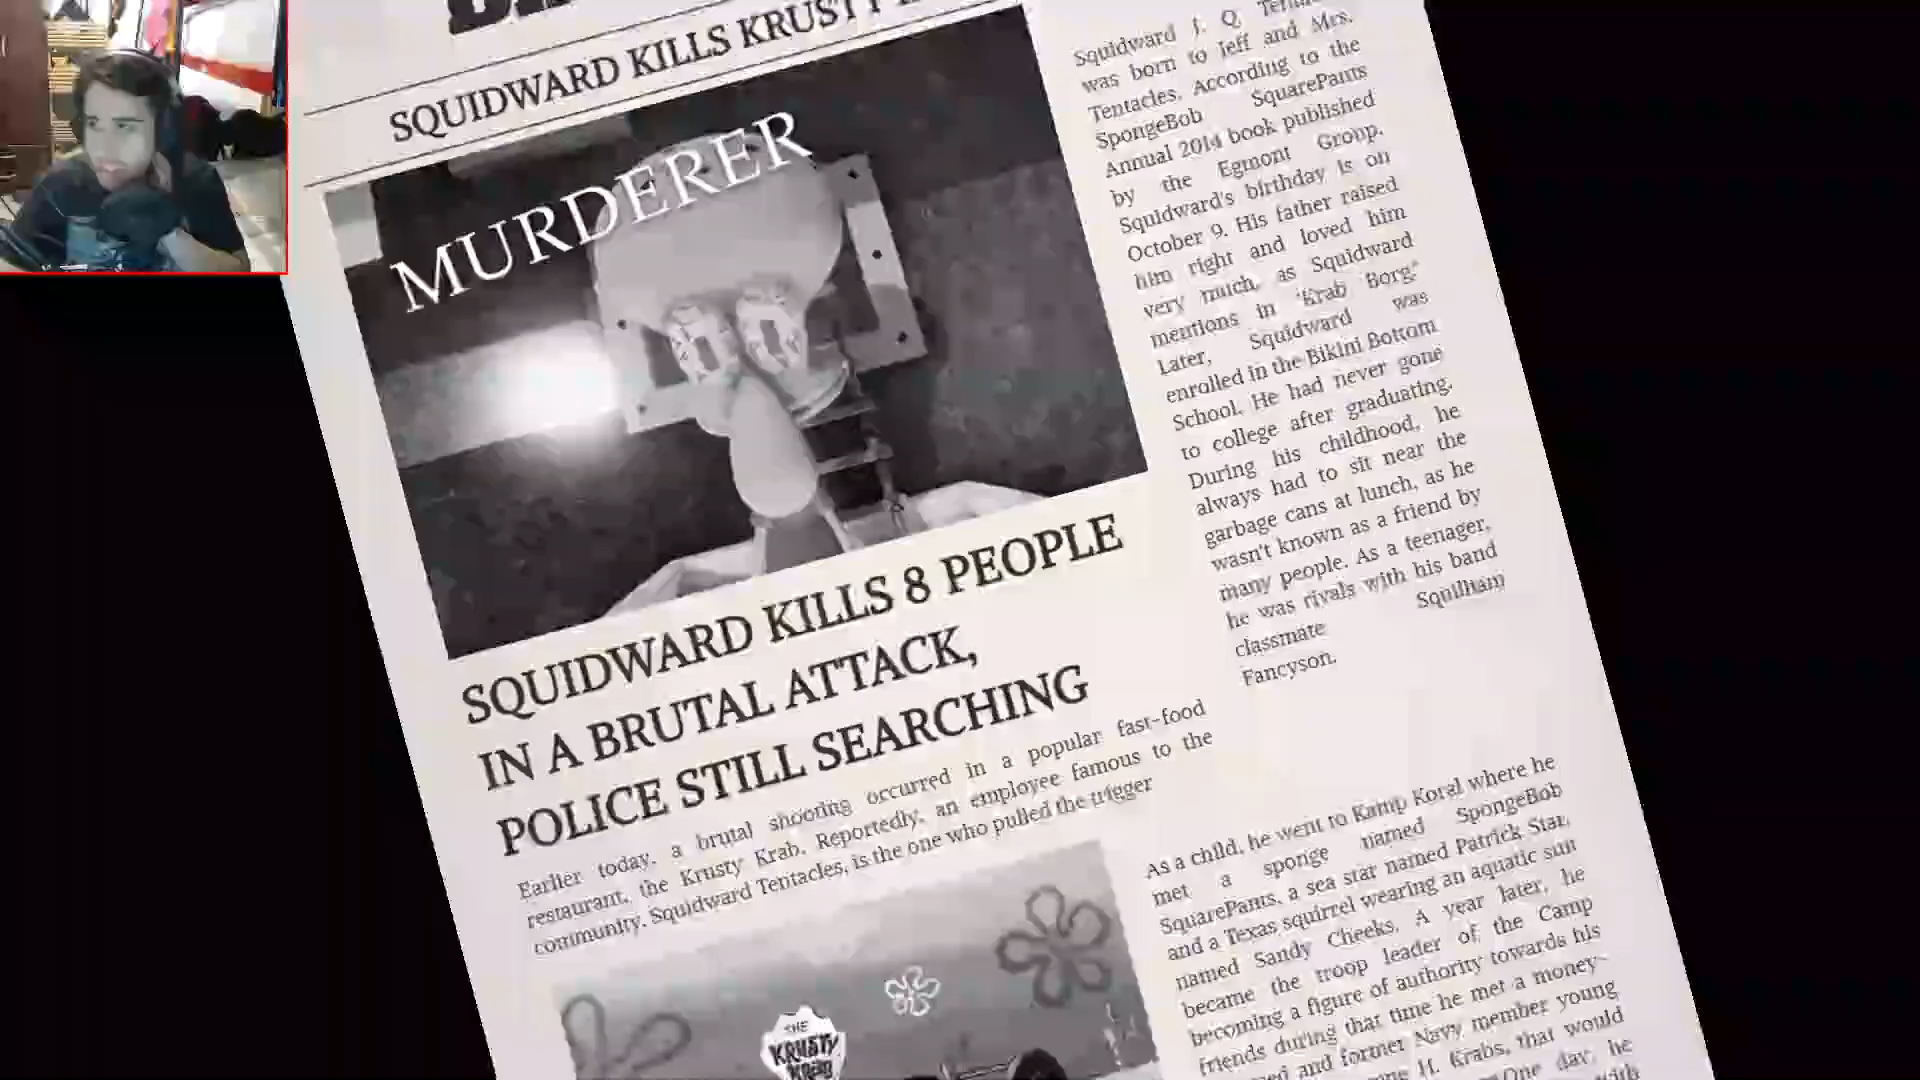 SQUIDWARD KILLS KRUSTY
MURDERER
SQUIDWARD KILLS 8 PEOPLE
IN A BRUTAL ATTACK,
POLICE STILL SEARCHING
Earlier today, a brutal shooting occurred in a popular fast-food
restaurant, the Krusty Krab. Reportedly, an employee famous to the
community, Squidward Tentacles, is the one who pulled the trigger
THE
KRUSTY
KRAB
Squidward J. Q.
was born to Jeff and Mrs.
Tentacles. According to the
SpongeBob SquarePants
Annual 2014 book published
by the Egmont Group,
Squidward's birthday is on
October 9. His father raised
him right and loved him
very much, as Squidward
mentions in "Krab Borg."
Later, Squidward was
enrolled in the Bikini Bottom
School. He had never gone
to college after graduating.
During his childhood, he
always had to sit near the
garbage cans at lunch, as he
wasn't known as a friend by
many people. As a teenager,
he was rivals with his band
classmate Squilliam
Fancyson.
As a child, he went to Kamp Koral where he
met a sponge named SpongeBob
SquarePants, a sea star named Patrick Star,
and a Texas squirrel wearing an aquatic suit
named Sandy Cheeks. A year later, he
became the troop leader of the Camp
becoming a figure of authority towards his
friends during that time he met a money-
and former Navy member young
H. Krabs, that would
One day, he
with